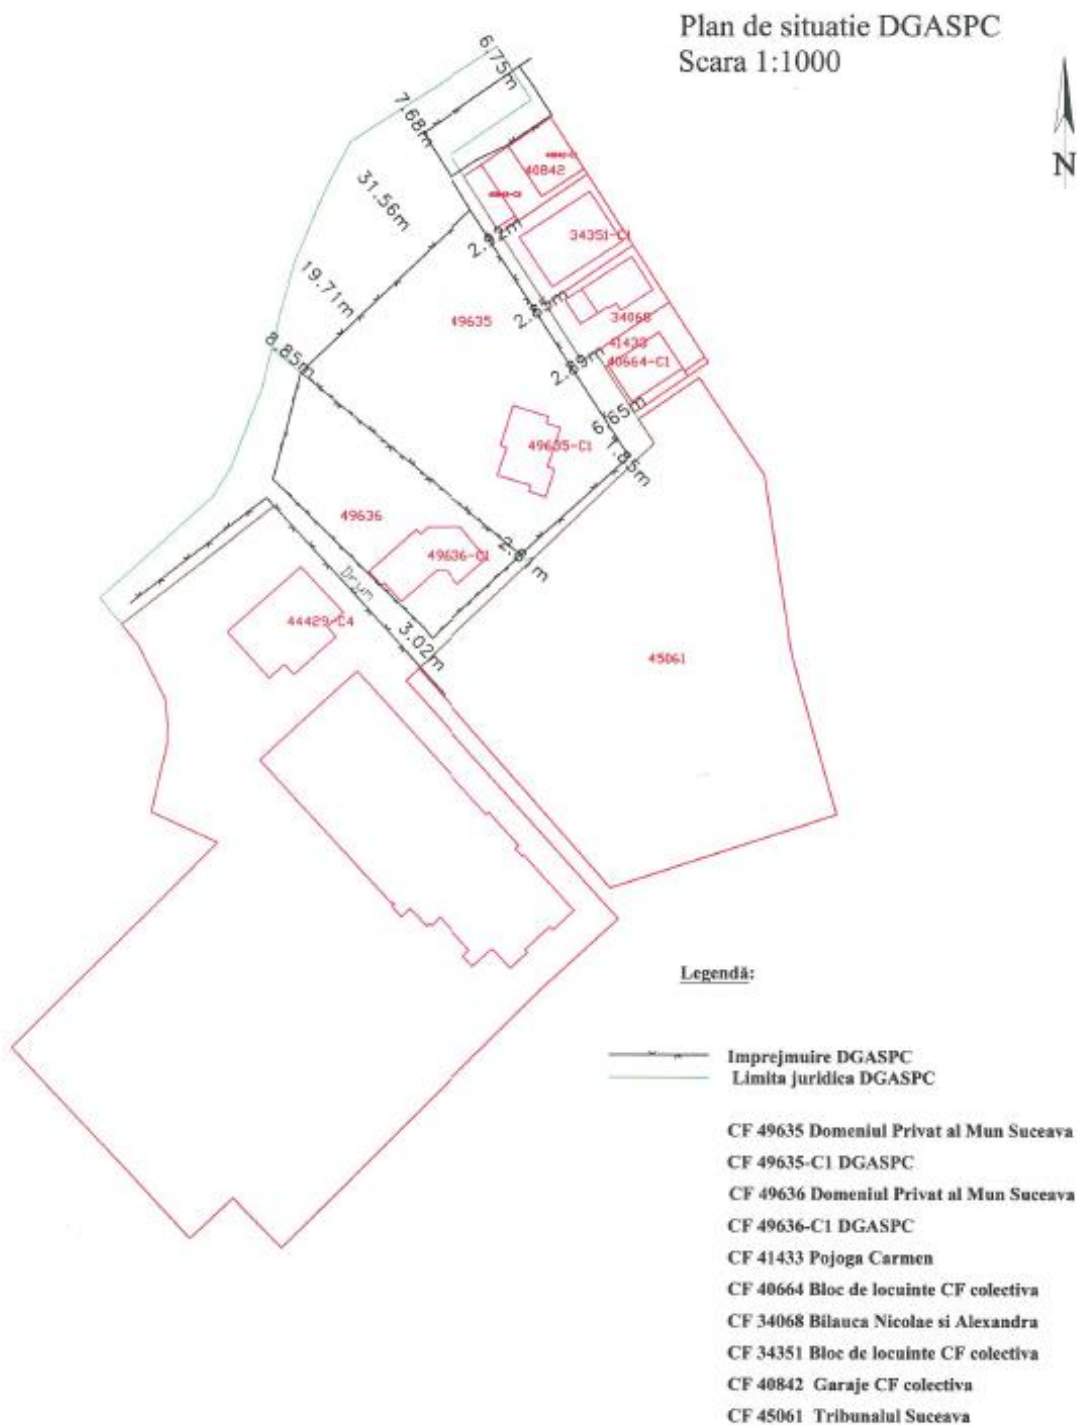 Plan de situatie DGASPC
Scara 1:1000
N
6.75m
7.68m
31.56m
19.71m
8.85m
2.92m
2.89m
1.85m
2.81m
3.02m
40842
34351-C1
34068
41433
40664-C1
49635
49635-C1
49636
49636-C1
Drum
44429-C4
45061
Legendă:
Imprejmuire DGASPC
Limita juridica DGASPC
CF 49635 Domeniul Privat al Mun Suceava
CF 49635-C1 DGASPC
CF 49636 Domeniul Privat al Mun Suceava
CF 49636-C1 DGASPC
CF 41433 Pojoga Carmen
CF 40664 Bloc de locuinte CF colectiva
CF 34068 Bilauca Nicolae si Alexandra
CF 34351 Bloc de locuinte CF colectiva
CF 40842 Garaje CF colectiva
CF 45061 Tribunalul Suceava